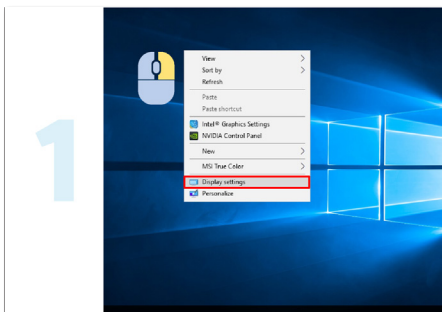 1
View
Sort by
Refresh
Paste
Paste shortcut
Intel® Graphics Settings
NVIDIA Control Panel
New
MSI True Color
Display settings
Personalize